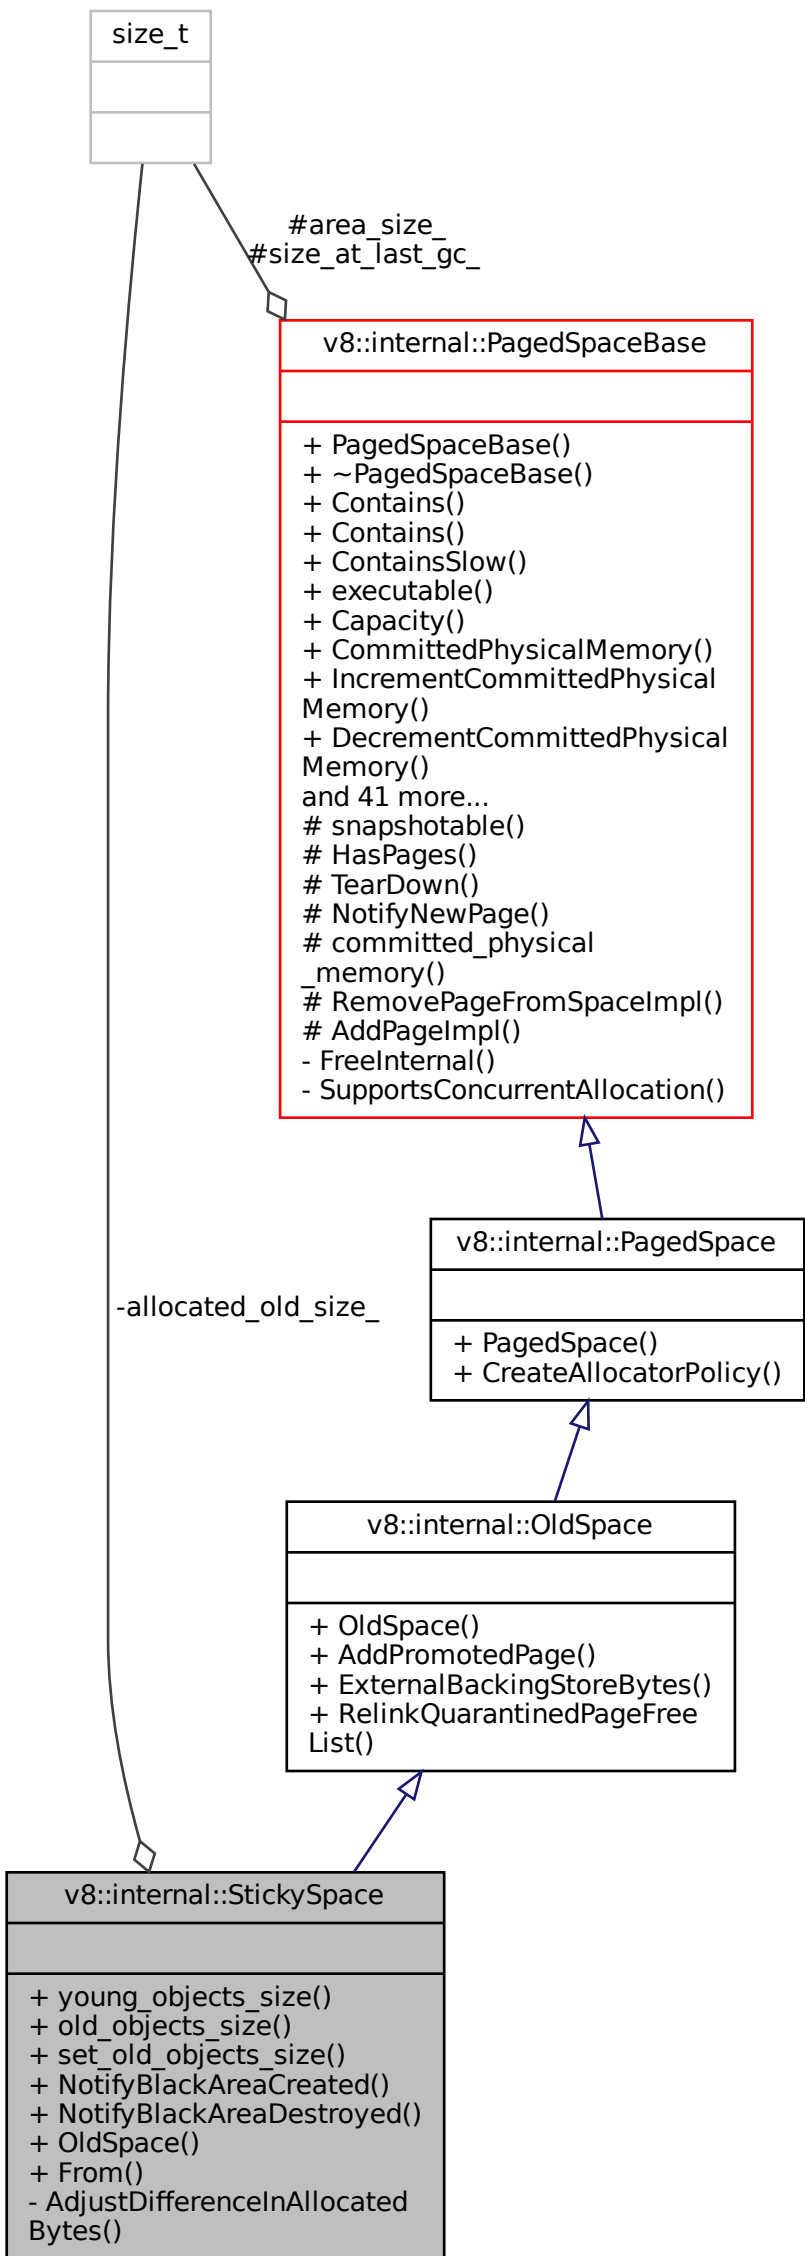 size_t
#area_size_
#size_at_last_gc_
v8::internal::PagedSpaceBase
+ PagedSpaceBase()
+ ~PagedSpaceBase()
+ Contains()
+ Contains()
+ ContainsSlow()
+ executable()
+ Capacity()
+ CommittedPhysicalMemory()
+ IncrementCommittedPhysical
Memory()
+ DecrementCommittedPhysical
Memory()
and 41 more...
# snapshotable()
# HasPages()
# TearDown()
# NotifyNewPage()
# committed_physical
_memory()
# RemovePageFromSpaceImpl()
# AddPageImpl()
- FreeInternal()
- SupportsConcurrentAllocation()
v8::internal::PagedSpace
+ PagedSpace()
+ CreateAllocatorPolicy()
-allocated_old_size_
v8::internal::OldSpace
+ OldSpace()
+ AddPromotedPage()
+ ExternalBackingStoreBytes()
+ RelinkQuarantinedPageFree
List()
v8::internal::StickySpace
+ young_objects_size()
+ old_objects_size()
+ set_old_objects_size()
+ NotifyBlackAreaCreated()
+ NotifyBlackAreaDestroyed()
+ OldSpace()
+ From()
- AdjustDifferenceInAllocated
Bytes()